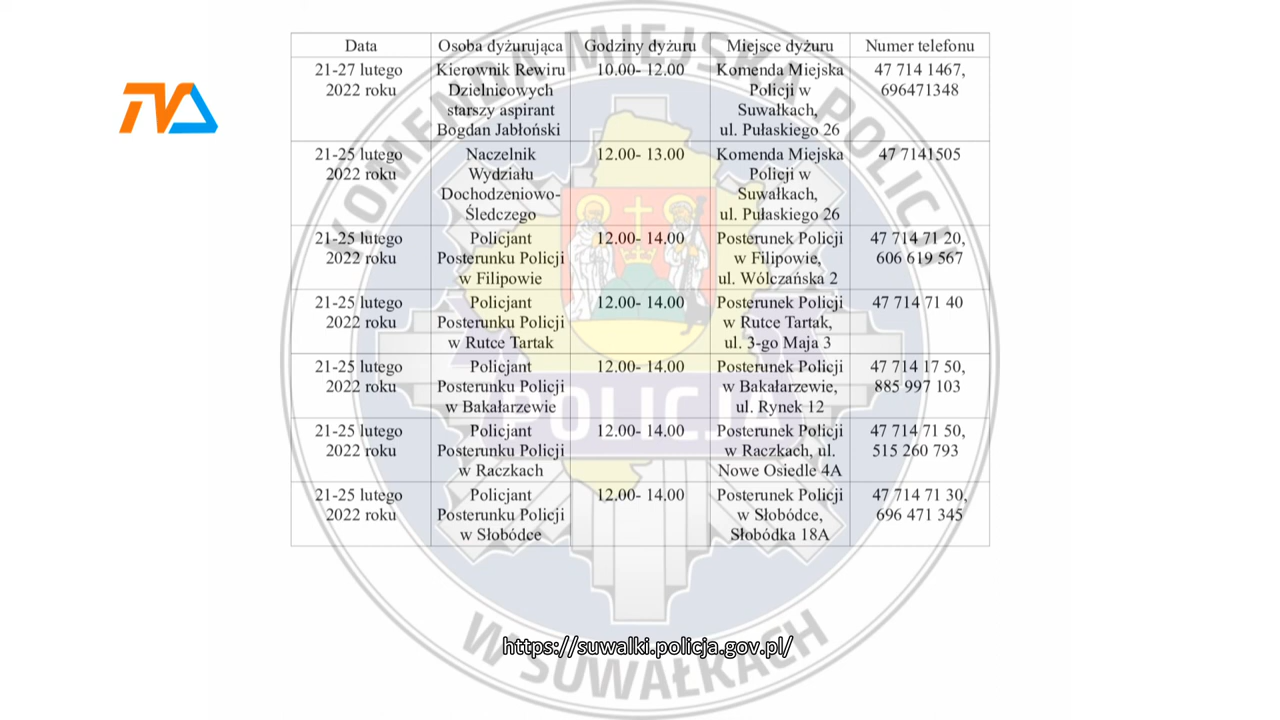 KOMENDA MIEJSKA POLICJI
TVA
Data Osoba dyżurująca Godziny dyżuru Miejsce dyżuru Numer telefonu
21-27 lutego Kierownik Rewiru 10.00- 12.00 Komenda Miejska 47 714 1467,
2022 roku Dzielnicowych Policji w 696471348
starszy aspirant Suwałkach,
Bogdan Jabłoński ul. Pułaskiego 26
21-25 lutego Naczelnik 12.00- 13.00 Komenda Miejska 47 7141505
2022 roku Wydziału Policji w
Dochodzeniowo- Suwałkach,
Śledczego ul. Pułaskiego 26
21-25 lutego Policjant 12.00- 14.00 Posterunek Policji 47 714 71 20,
2022 roku Posterunku Policji w Filipowie, 606 619 567
w Filipowie ul. Wólczańska 2
21-25 lutego Policjant 12.00- 14.00 Posterunek Policji 47 714 71 40
2022 roku Posterunku Policji w Rutce Tartak,
w Rutce Tartak ul. 3-go Maja 3
21-25 lutego Policjant 12.00- 14.00 Posterunek Policji 47 714 17 50,
2022 roku Posterunku Policji w Bakałarzewie, 885 997 103
w Bakałarzewie ul. Rynek 12
POLICJA
21-25 lutego Policjant 12.00- 14.00 Posterunek Policji 47 714 71 50,
2022 roku Posterunku Policji w Raczkach, ul. 515 260 793
w Raczkach Nowe Osiedle 4A
21-25 lutego Policjant 12.00- 14.00 Posterunek Policji 47 714 71 30,
2022 roku Posterunku Policji w Słobódce, 696 471 345
w Słobódce Słobódka 18A
https://suwalki.policja.gov.pl/
W SUWAŁKACH